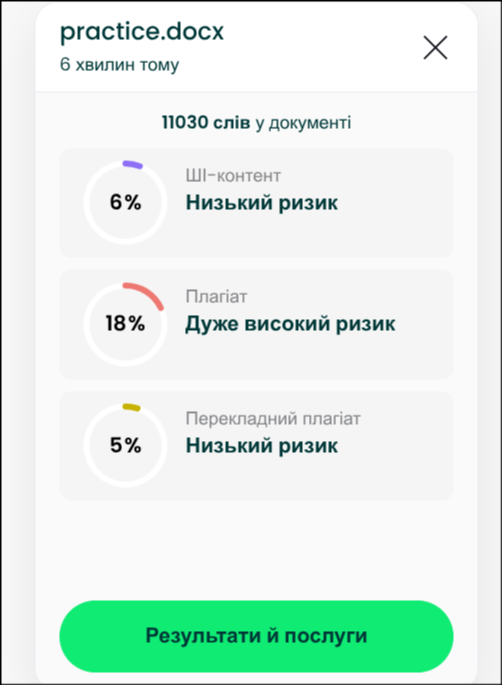 practice.docx
6 хвилин тому
11030 слів у документі
6%
ШІ-контент
Низький ризик
18%
Плагіат
Дуже високий ризик
5%
Перекладний плагіат
Низький ризик
Результати й послуги